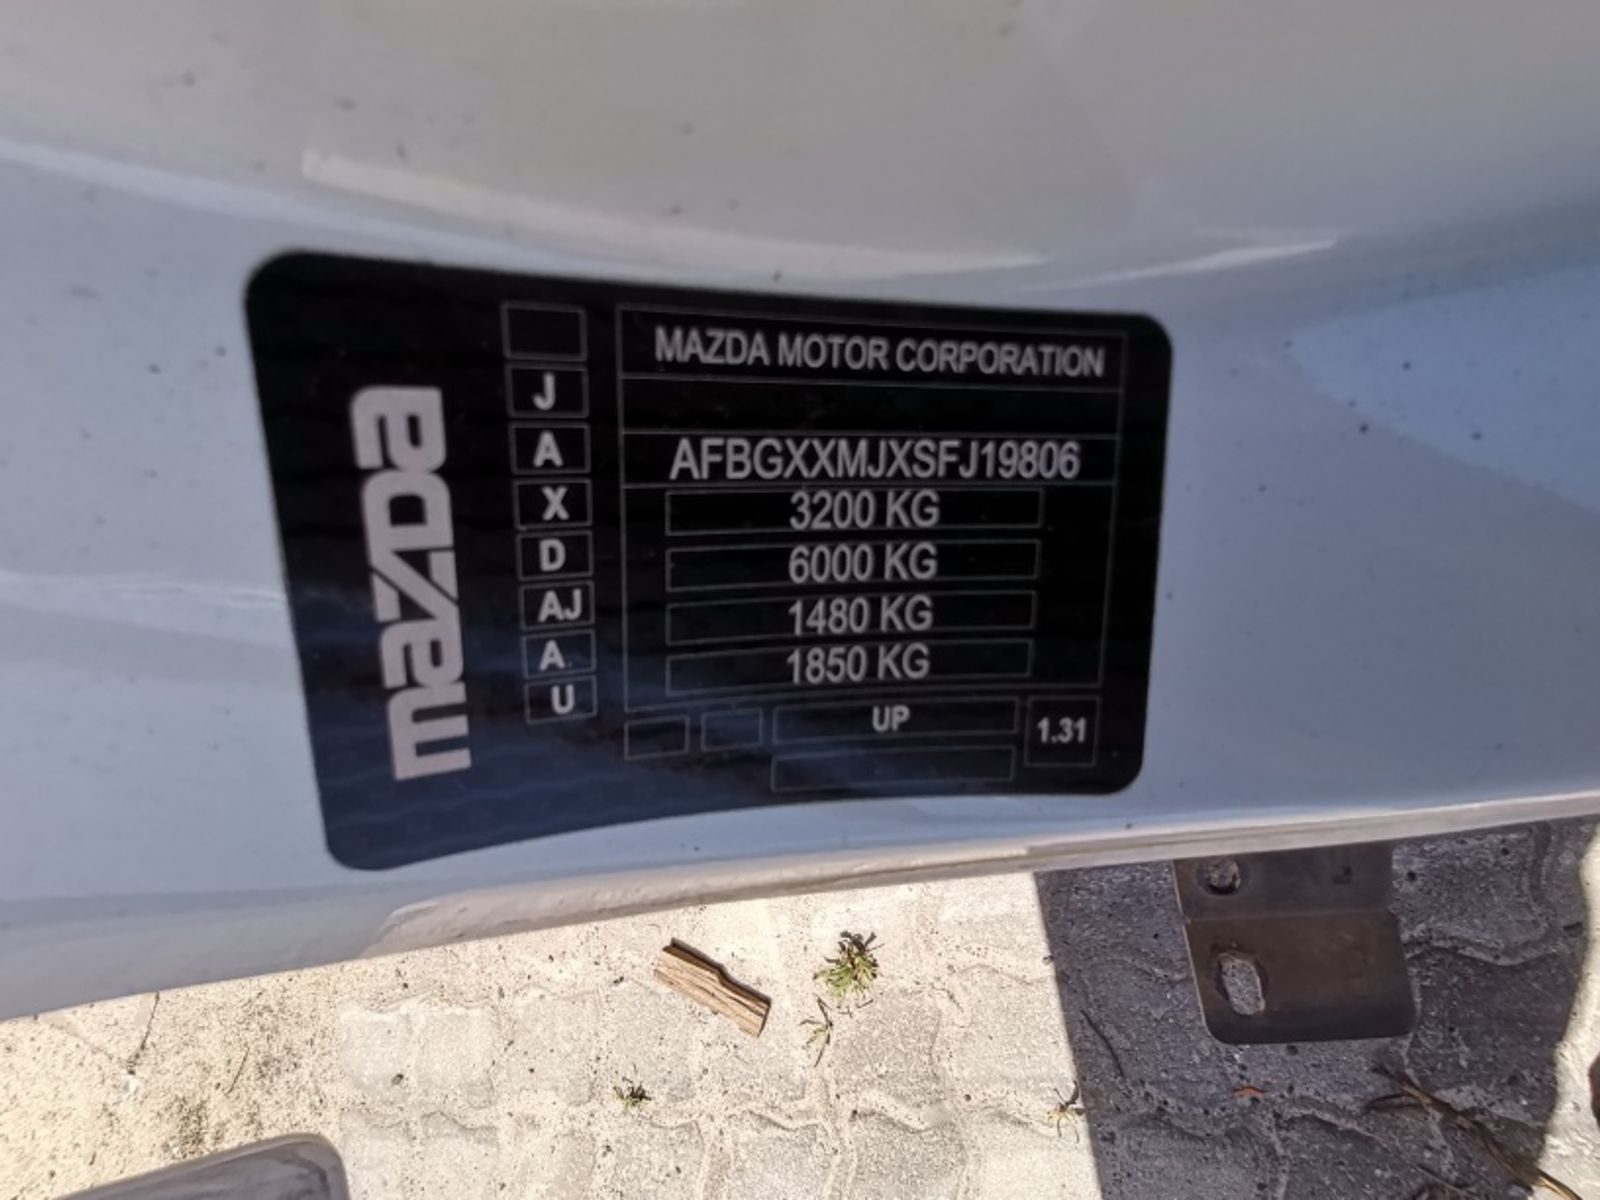 mazda
J
A
X
D
AJ
A
U
MAZDA MOTOR CORPORATION
AFBGXXMJXSFJ19806
3200 KG
6000 KG
1480 KG
1850 KG
UP
1.31